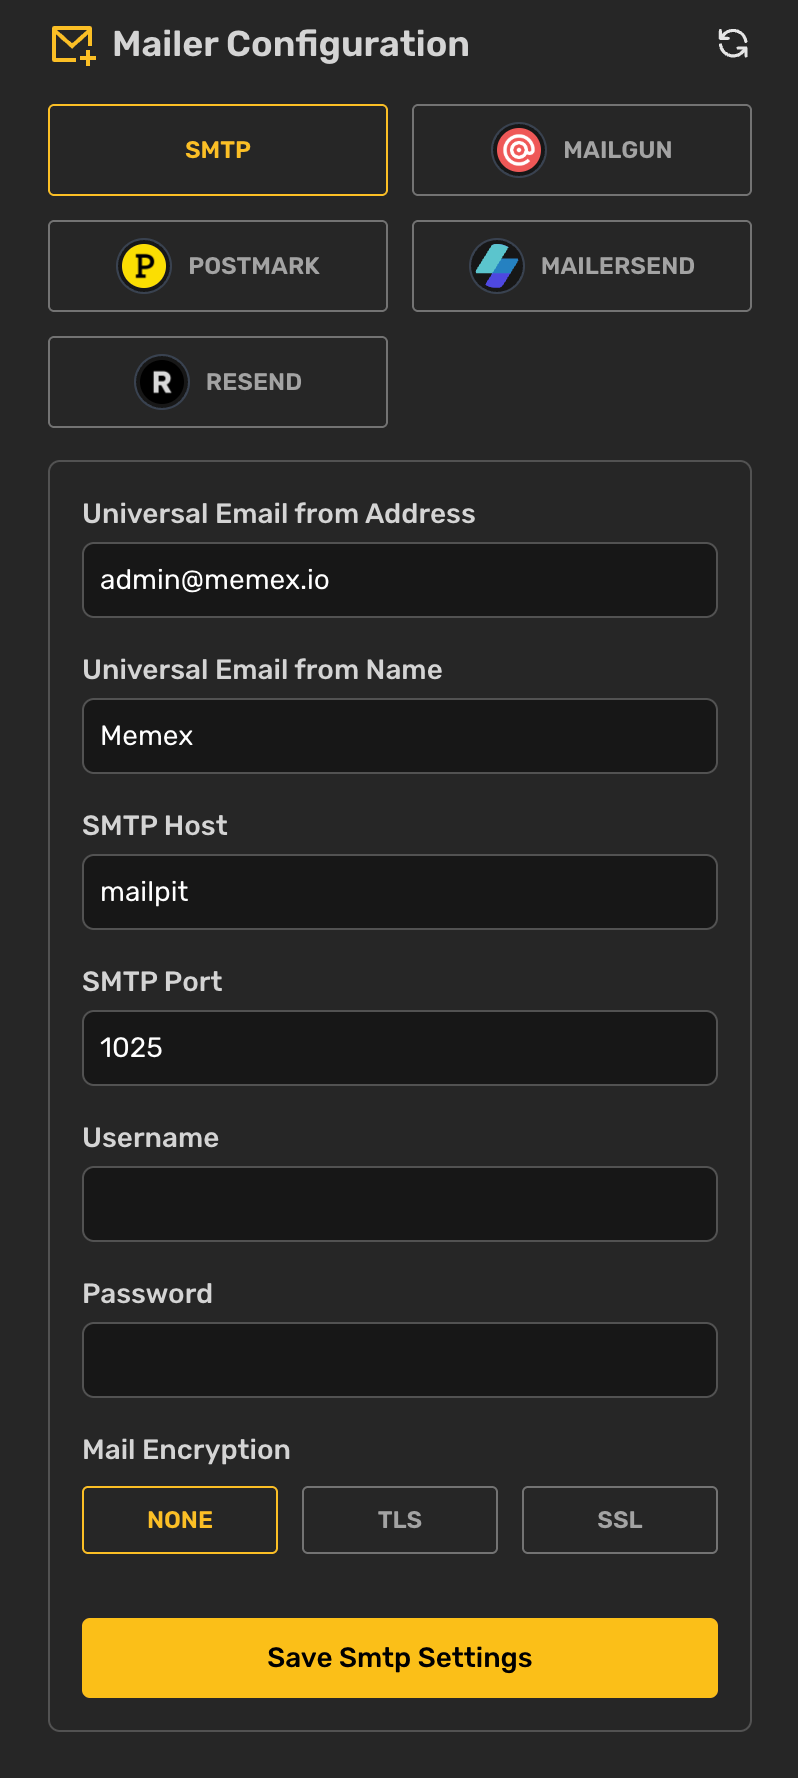 Mailer Configuration
SMTP
MAILGUN
P POSTMARK
MAILERSEND
R RESEND
Universal Email from Address
admin@memex.io
Universal Email from Name
Memex
SMTP Host
mailpit
SMTP Port
1025
Username
Password
Mail Encryption
NONE
TLS
SSL
Save Smtp Settings